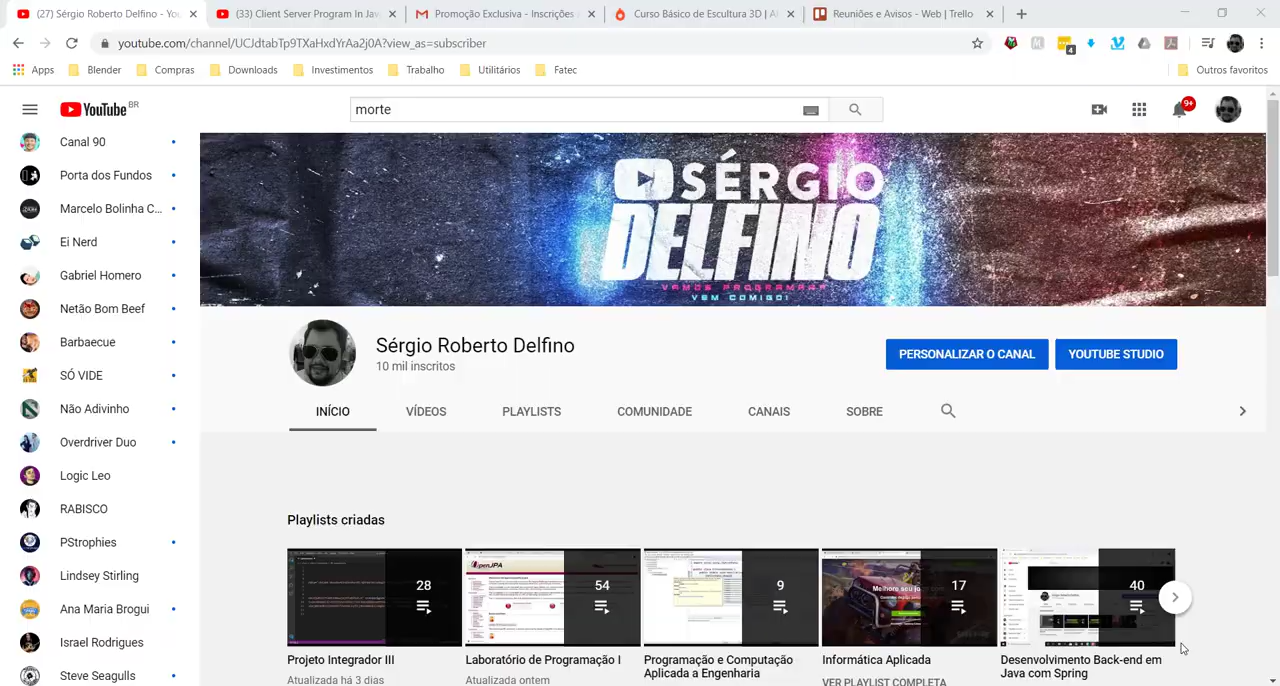 (27) Sérgio Roberto Delfino - You
(33) Client Server Program In Jav
Promoção Exclusiva - Inscrições
Curso Básico de Escultura 3D | A
Reuniões e Avisos - Web | Trello
youtube.com/channel/UCJdtabTp9TXaHxdYrAa2j0A?view_as=subscriber
4
Apps
Blender
Compras
Downloads
Investimentos
Trabalho
Utilitários
Fatec
Outros favoritos
YouTube BR
morte
9+
Canal 90
Porta dos Fundos
Marcelo Bolinha C...
Ei Nerd
Gabriel Homero
Netão Bom Beef
Barbaecue
SÓ VIDE
Não Adivinho
Overdriver Duo
Logic Leo
RABISCO
PStrophies
Lindsey Stirling
Ana Maria Brogui
Israel Rodrigues
Steve Seagulls
SÉRGIO
DELFINO
VAMOS PROGRAMAR?
VEM COMIGO!
Sérgio Roberto Delfino
10 mil inscritos
PERSONALIZAR O CANAL
YOUTUBE STUDIO
INÍCIO
VÍDEOS
PLAYLISTS
COMUNIDADE
CANAIS
SOBRE
Playlists criadas
28
54
9
17
40
Projeto Integrador III
Atualizada há 3 dias
Laboratório de Programação I
Atualizada ontem
Programação e Computação
Aplicada a Engenharia
Informática Aplicada
VER PLAYLIST COMPLETA
Desenvolvimento Back-end em
Java com Spring